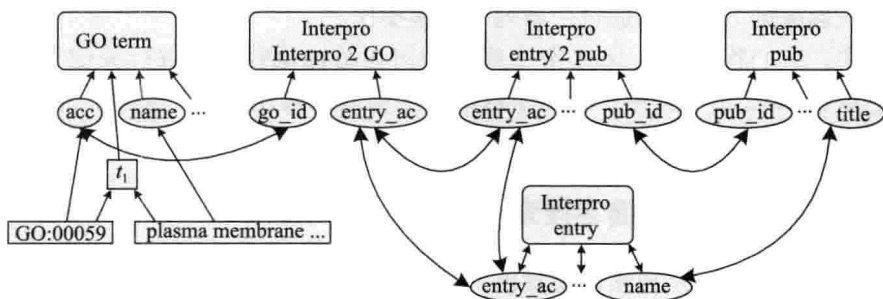 GO term
Interpro
Interpro 2 GO
Interpro
entry 2 pub
Interpro
pub
acc
name
...
go_id
entry_ac
entry_ac
...
pub_id
pub_id
...
title
t1
GO:00059
plasma membrane ...
Interpro
entry
entry_ac
...
name